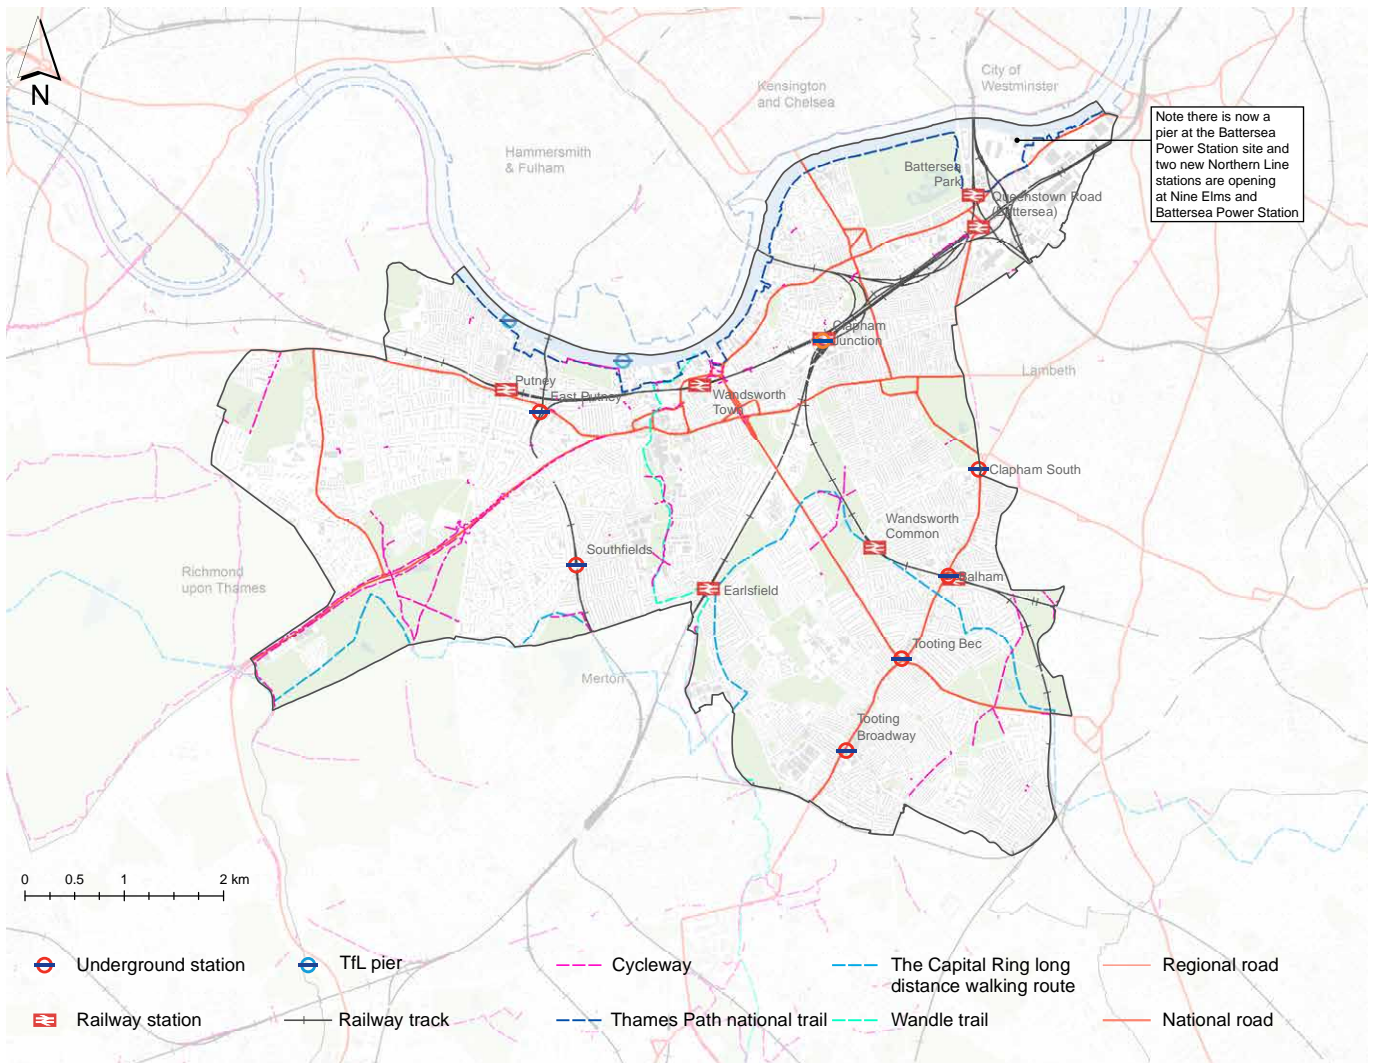 N
City of
Westminster
Kensington
and Chelsea
Hammersmith
& Fulham
Note there is now a
pier at the Battersea
Power Station site and
two new Northern Line
stations are opening
at Nine Elms and
Battersea Power Station
Battersea
Park
Queenstown Road
(Battersea)
Clapham
Junction
Lambeth
Putney
East Putney
Wandsworth
Town
Clapham South
Wandsworth
Common
Southfields
Balham
Richmond
upon Thames
Earlsfield
Tooting Bec
Merton
Tooting
Broadway
0 0.5 1 2 km
Underground station
TfL pier
Cycleway
The Capital Ring long
distance walking route
Regional road
Railway station
Railway track
Thames Path national trail
Wandle trail
National road